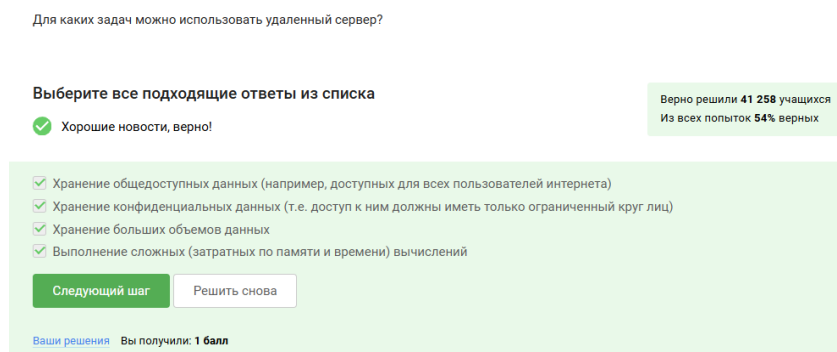 Для каких задач можно использовать удаленный сервер?
Выберите все подходящие ответы из списка
Верно решили 41 258 учащихся
Из всех попыток 54% верных
Хорошие новости, верно!
Хранение общедоступных данных (например, доступных для всех пользователей интернета)
Хранение конфиденциальных данных (т.е. доступ к ним должны иметь только ограниченный круг лиц)
Хранение больших объемов данных
Выполнение сложных (затратных по памяти и времени) вычислений
Следующий шаг Решить снова
Ваши решения Вы получили: 1 балл